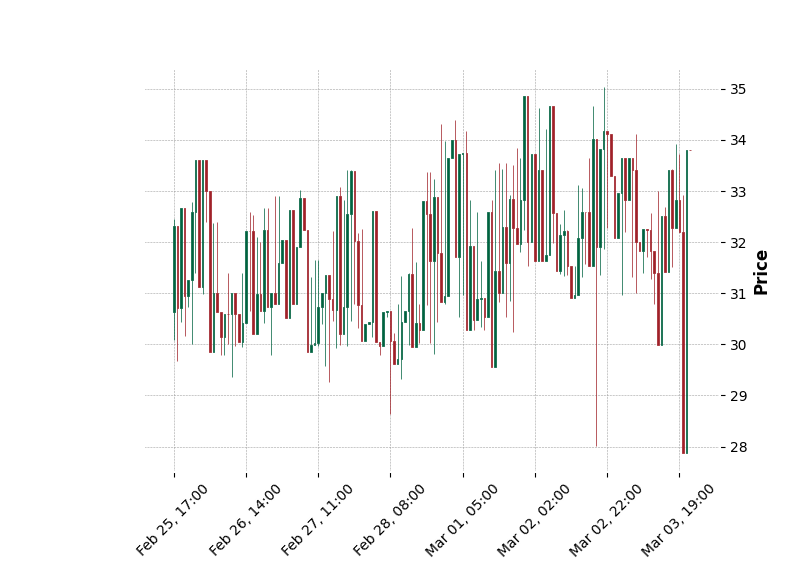 35
34
33
32
31
30
29
28
Price
Feb 25, 17:00
Feb 26, 14:00
Feb 27, 11:00
Feb 28, 08:00
Mar 01, 05:00
Mar 02, 02:00
Mar 02, 22:00
Mar 03, 19:00